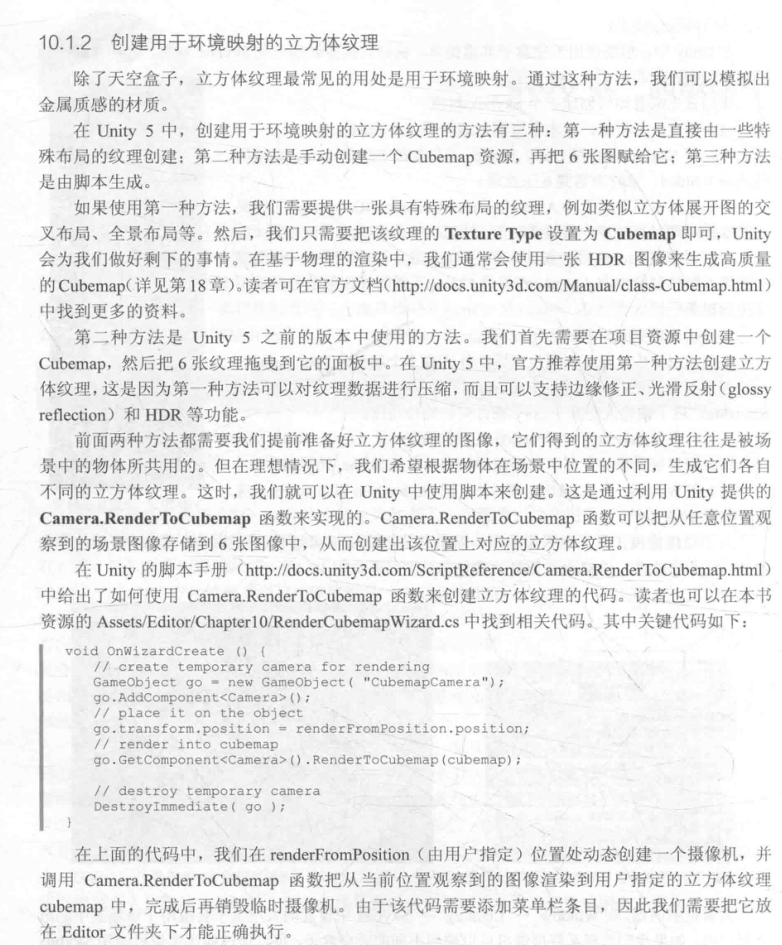 10.1.2 创建用于环境映射的立方体纹理
除了天空盒子，立方体纹理最常见的用处是用于环境映射。通过这种方法，我们可以模拟出
金属质感的材质。
在 Unity 5 中，创建用于环境映射的立方体纹理的方法有三种：第一种方法是直接由一些特
殊布局的纹理创建；第二种方法是手动创建一个 Cubemap 资源，再把 6 张图赋给它；第三种方法
是由脚本生成。
如果使用第一种方法，我们需要提供一张具有特殊布局的纹理，例如类似立方体展开图的交
叉布局、全景布局等。然后，我们只需要把该纹理的 Texture Type 设置为 Cubemap 即可，Unity
会为我们做好剩下的事情。在基于物理的渲染中，我们通常会使用一张 HDR 图像来生成高质量
的 Cubemap（详见第 18 章）。读者可在官方文档（http://docs.unity3d.com/Manual/class-Cubemap.html）
中找到更多的资料。
第二种方法是 Unity 5 之前的版本中使用的方法。我们首先需要在项目资源中创建一个
Cubemap，然后把 6 张纹理拖曳到它的面板中。在 Unity 5 中，官方推荐使用第一种方法创建立方
体纹理，这是因为第一种方法可以对纹理数据进行压缩，而且可以支持边缘修正、光滑反射（glossy
reflection）和 HDR 等功能。
前面两种方法都需要我们提前准备好立方体纹理的图像，它们得到的立方体纹理往往是被场
景中的物体所共用的。但在理想情况下，我们希望根据物体在场景中位置的不同，生成它们各自
不同的立方体纹理。这时，我们就可以在 Unity 中使用脚本来创建。这是通过利用 Unity 提供的
Camera.RenderToCubemap 函数来实现的。Camera.RenderToCubemap 函数可以把从任意位置观
察到的场景图像存储到 6 张图像中，从而创建出该位置上对应的立方体纹理。
在 Unity 的脚本手册（http://docs.unity3d.com/ScriptReference/Camera.RenderToCubemap.html）
中给出了如何使用 Camera.RenderToCubemap 函数来创建立方体纹理的代码。读者也可以在本书
资源的 Assets/Editor/Chapter10/RenderCubemapWizard.cs 中找到相关代码。其中关键代码如下：
void OnWizardCreate () {
// create temporary camera for rendering
GameObject go = new GameObject( "CubemapCamera");
go.AddComponent<Camera>();
// place it on the object
go.transform.position = renderFromPosition.position;
// render into cubemap
go.GetComponent<Camera>().RenderToCubemap(cubemap);
// destroy temporary camera
DestroyImmediate( go );
}
在上面的代码中，我们在 renderFromPosition（由用户指定）位置处动态创建一个摄像机，并
调用 Camera.RenderToCubemap 函数把从当前位置观察到的图像渲染到用户指定的立方体纹理
cubemap 中，完成后再销毁临时摄像机。由于该代码需要添加菜单栏条目，因此我们需要把它放
在 Editor 文件夹下才能正确执行。